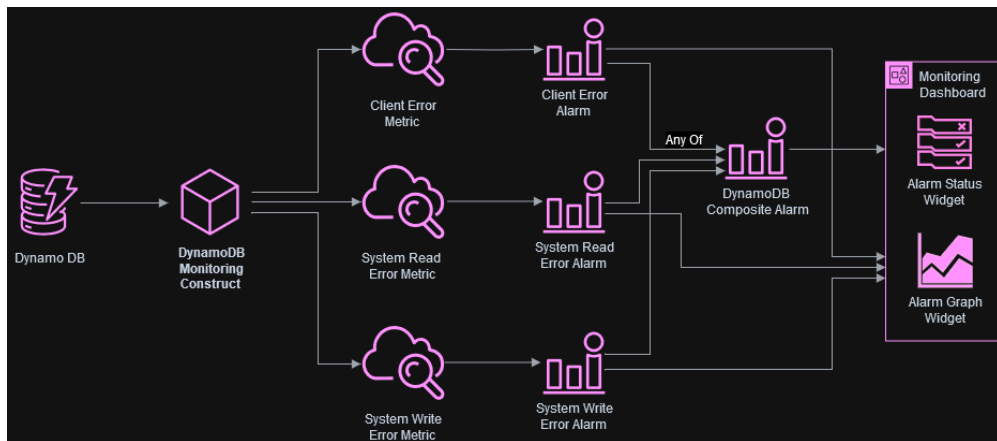 Client Error
Metric
Client Error
Alarm
Monitoring
Dashboard
Any Of
Alarm Status
Widget
DynamoDB
Composite Alarm
Dynamo DB
DynamoDB
Monitoring
Construct
System Read
Error Metric
System Read
Error Alarm
Alarm Graph
Widget
System Write
Error Metric
System Write
Error Alarm